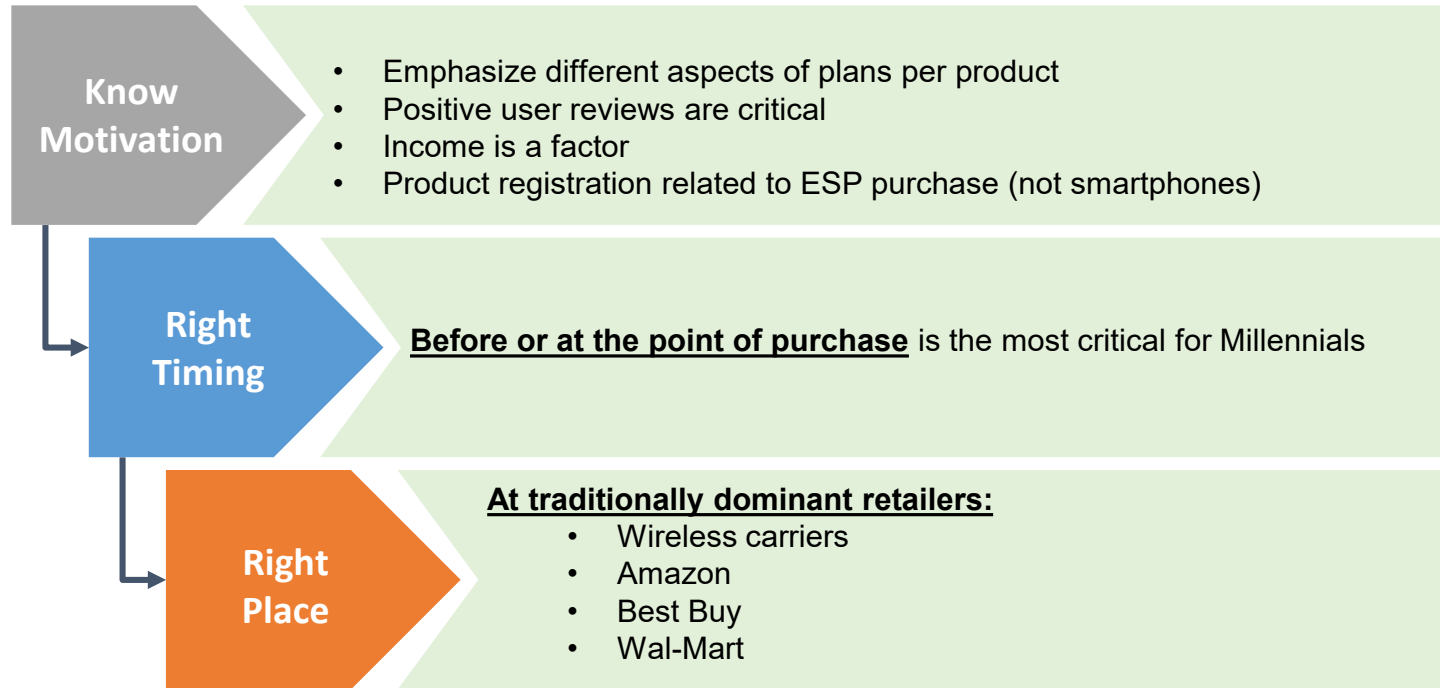 Know
Motivation
• Emphasize different aspects of plans per product
• Positive user reviews are critical
• Income is a factor
• Product registration related to ESP purchase (not smartphones)
Right
Timing
Before or at the point of purchase is the most critical for Millennials
Right
Place
At traditionally dominant retailers:
• Wireless carriers
• Amazon
• Best Buy
• Wal-Mart